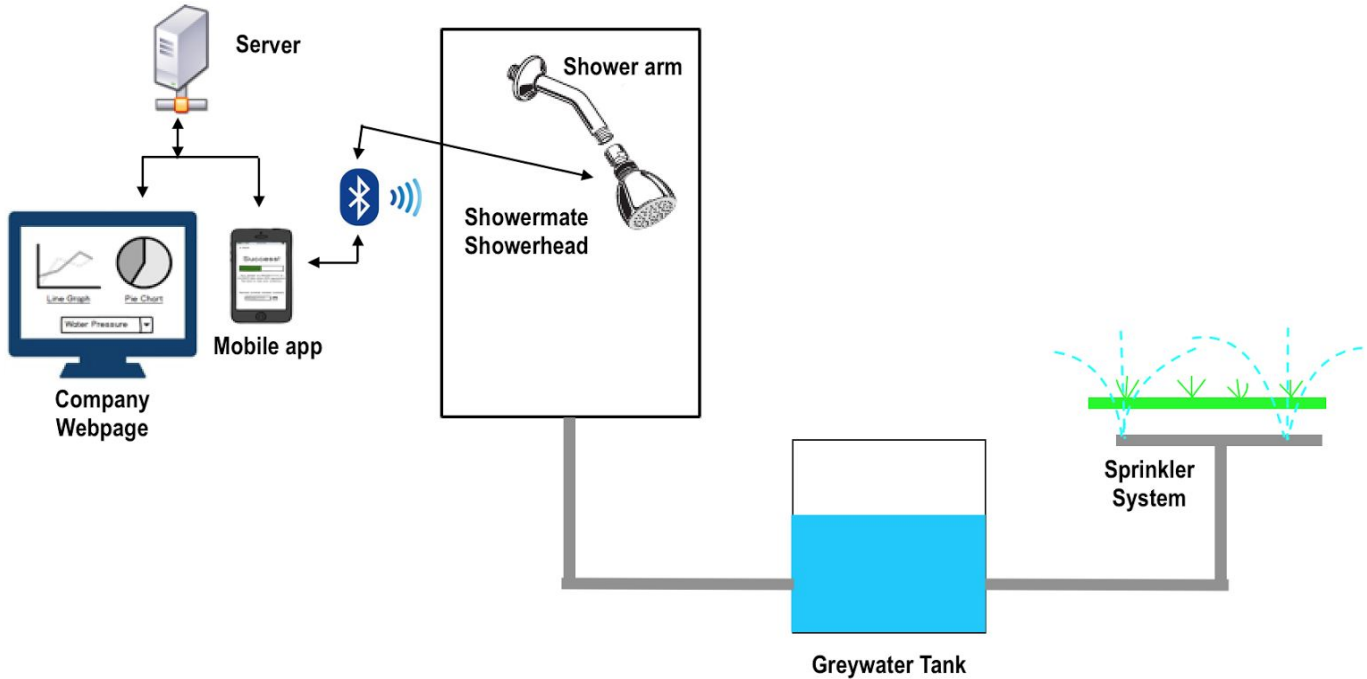 Server
Shower arm
Showermate
Showerhead
Success!
Line Graph
Pie Chart
Water Pressure
Mobile app
Company
Webpage
Sprinkler
System
Greywater Tank